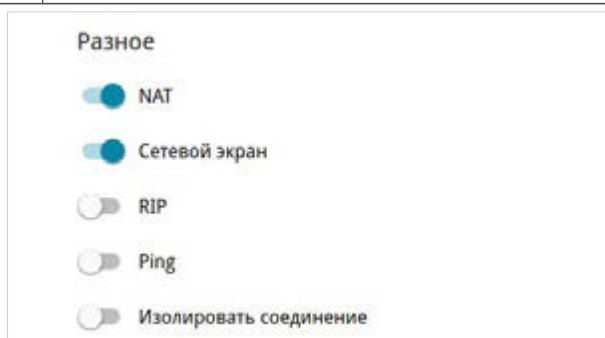 Разное
NAT
Сетевой экран
RIP
Ping
Изолировать соединение